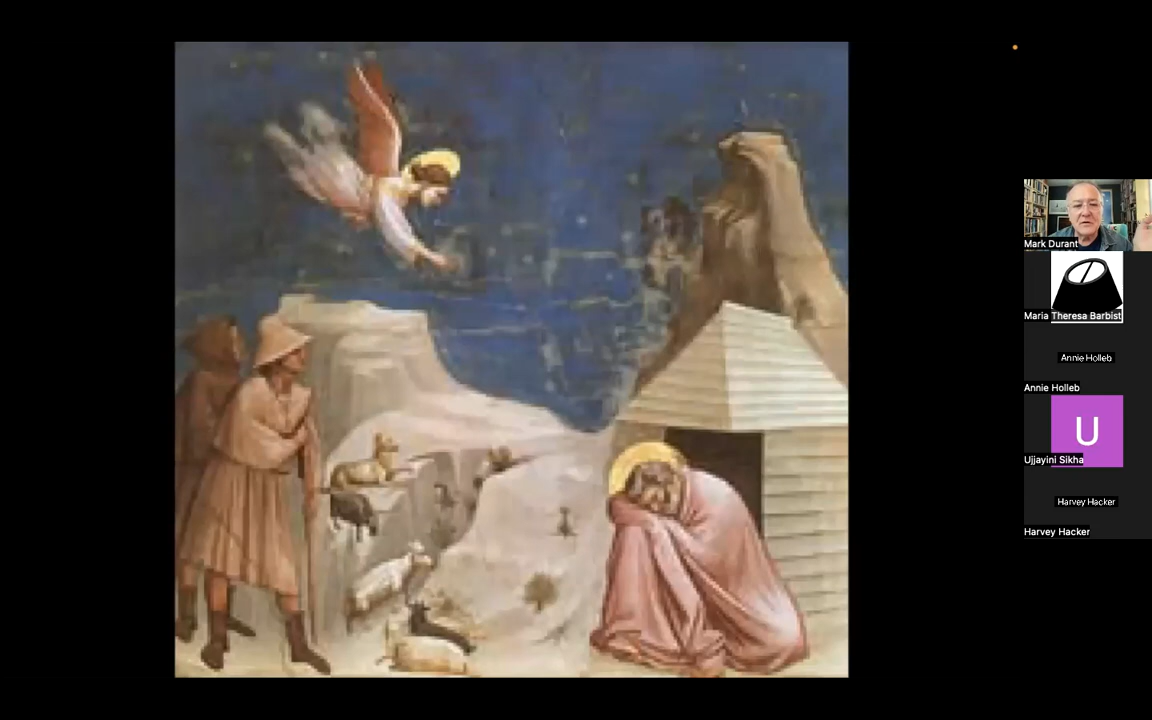 Mark Durant
Maria Theresa Barbist
Annie Holleb
Annie Holleb
U
Ujjayini Sikha
Harvey Hacker
Harvey Hacker